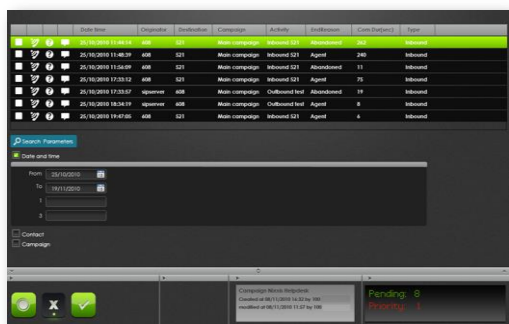 Date time Originator Destination Campaign Activity EndReason Com Dur(sec) Type
25/10/2010 11:44:14 608 521 Main campaign Inbound 521 Abandoned 262 Inbound
25/10/2010 11:48:39 608 521 Main campaign Inbound 521 Agent 240 Inbound
25/10/2010 11:56:09 608 521 Main campaign Inbound 521 Abandoned 11 Inbound
25/10/2010 17:33:12 608 521 Main campaign Inbound 521 Agent 75 Inbound
25/10/2010 17:33:57 sipserver 608 Main campaign Outbound test Abandoned 19 Inbound
25/10/2010 18:34:19 sipserver 608 Main campaign Outbound test Agent 8 Inbound
25/10/2010 19:47:05 608 521 Main campaign Inbound 521 Agent 6 Inbound
Search Parameters
Date and time
From 25/10/2010
To 19/11/2010
1
2
Contact
Campaign
Campaign Nixxis Helpdesk
Created at 08/11/2010 16:52 by 100
modified at 08/11/2010 17:57 by 100
Pending: 8
Priority: 1